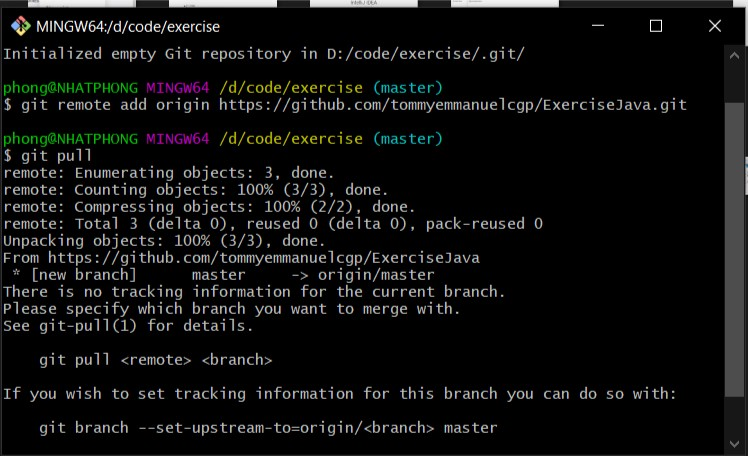 IntelliJ IDEA
MINGW64:/d/code/exercise
Initialized empty Git repository in D:/code/exercise/.git/
phong@NHATPHONG MINGW64 /d/code/exercise (master)
$ git remote add origin https://github.com/tommyemmanuelcgp/ExerciseJava.git
phong@NHATPHONG MINGW64 /d/code/exercise (master)
$ git pull
remote: Enumerating objects: 3, done.
remote: Counting objects: 100% (3/3), done.
remote: Compressing objects: 100% (2/2), done.
remote: Total 3 (delta 0), reused 0 (delta 0), pack-reused 0
Unpacking objects: 100% (3/3), done.
From https://github.com/tommyemmanuelcgp/ExerciseJava
 * [new branch]      master     -> origin/master
There is no tracking information for the current branch.
Please specify which branch you want to merge with.
See git-pull(1) for details.
    git pull <remote> <branch>
If you wish to set tracking information for this branch you can do so with:
    git branch --set-upstream-to=origin/<branch> master